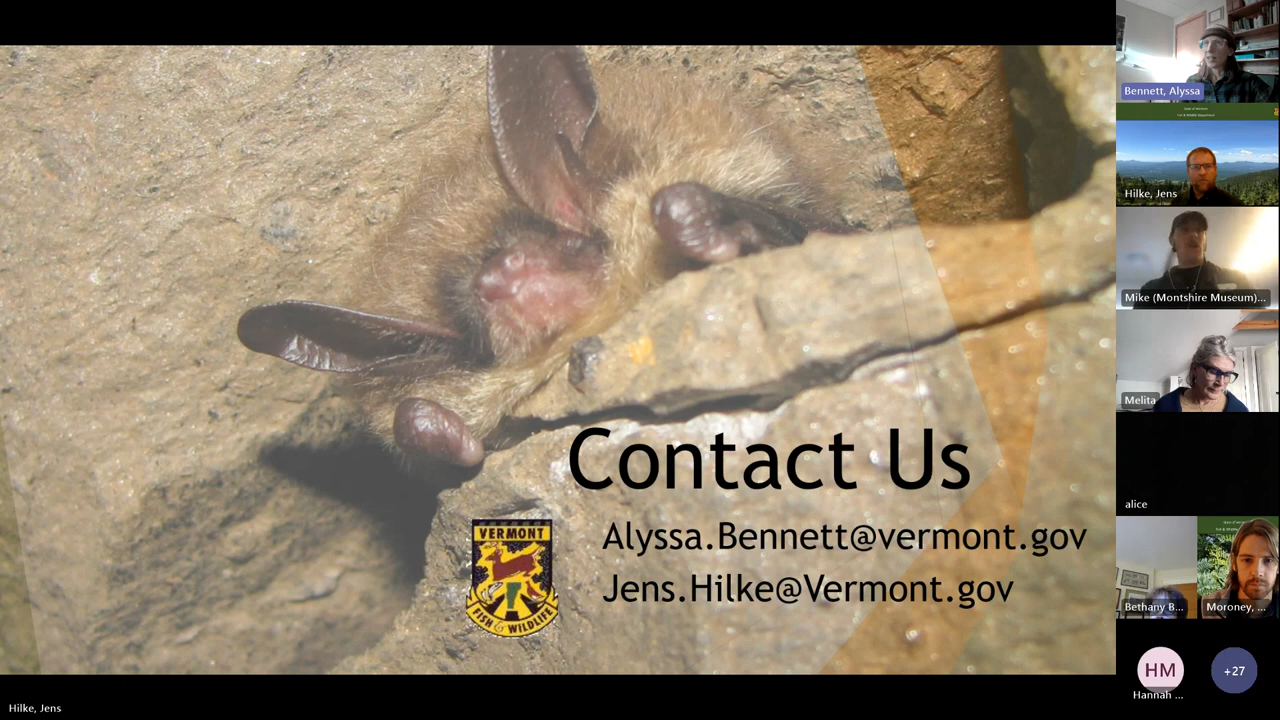 Contact Us
Alyssa.Bennett@vermont.gov
Jens.Hilke@Vermont.gov
VERMONT
FISH & WILDLIFE
Hilke, Jens
Bennett, Alyssa
Hilke, Jens
Mike (Montshire Museum)...
Melita
alice
Bethany B...
Moroney, ...
HM
Hannah ...
+27